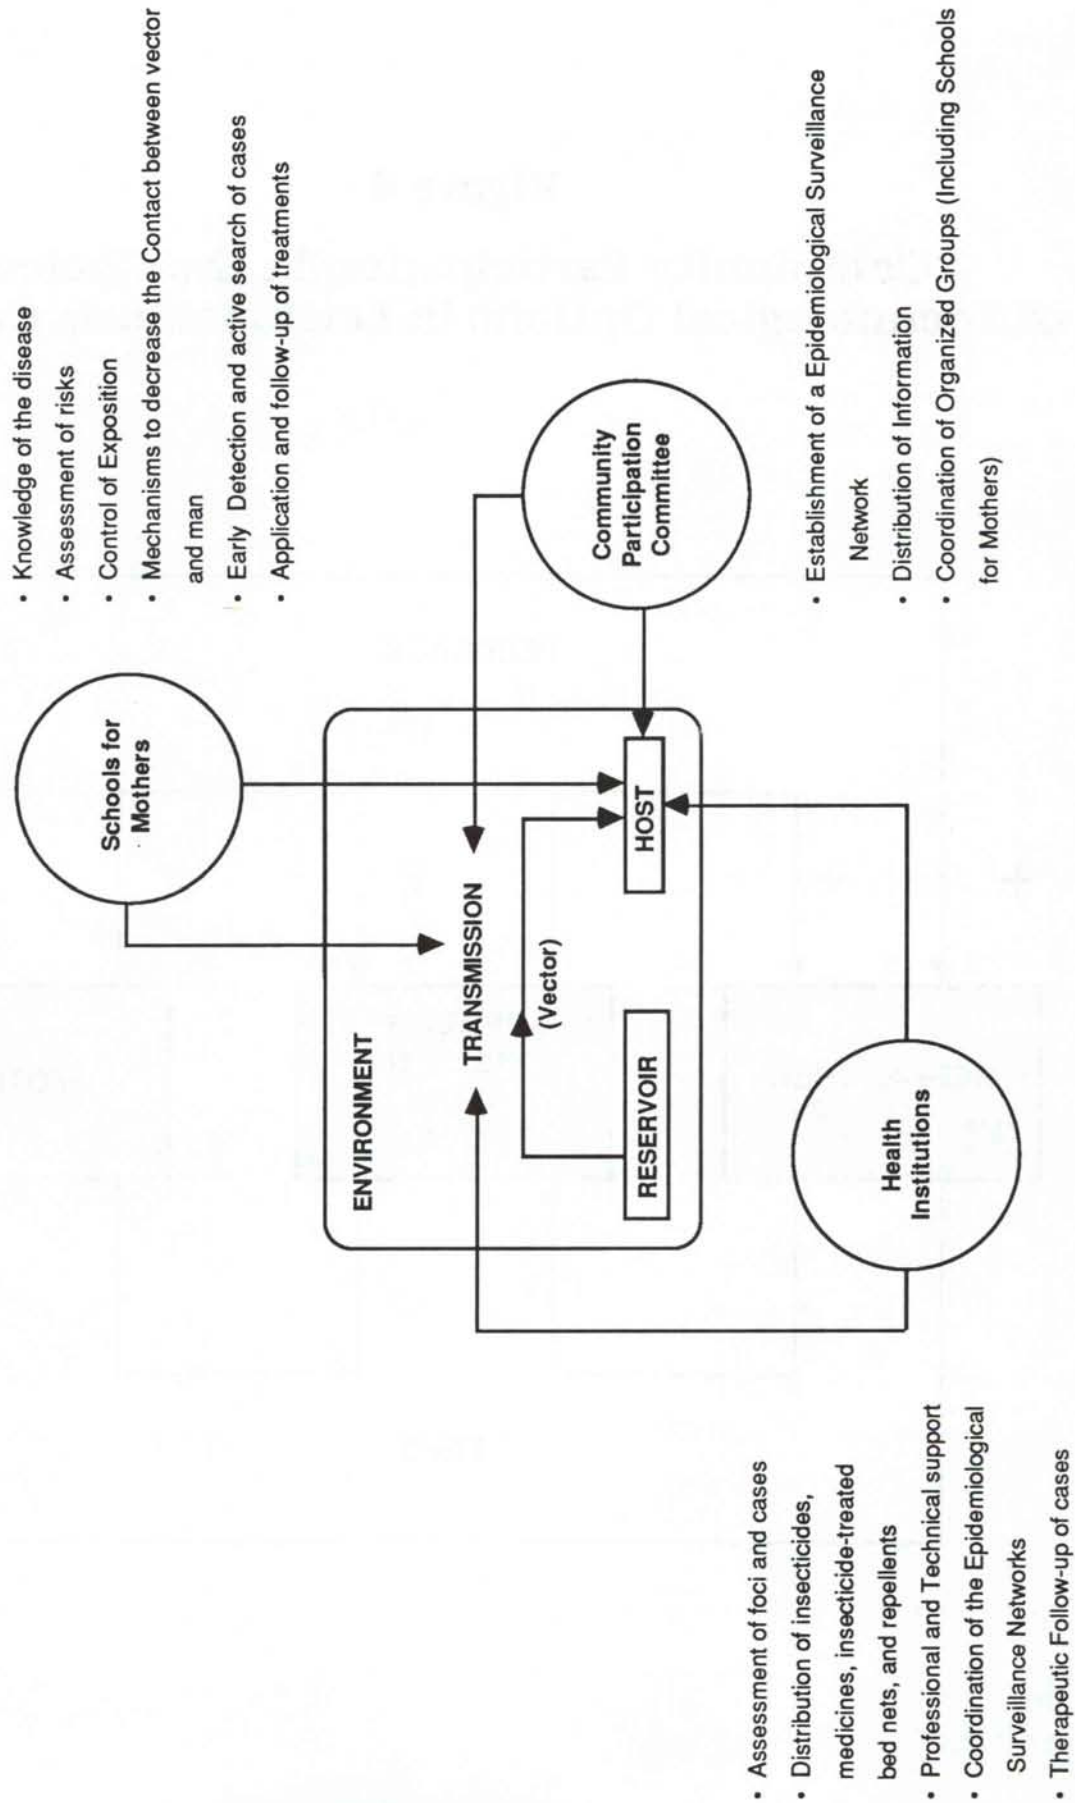 Schools for
Mothers
• Knowledge of the disease
• Assessment of risks
• Control of Exposition
• Mechanisms to decrease the Contact between vector
and man
• Early Detection and active search of cases
• Application and follow-up of treatments
ENVIRONMENT
TRANSMISSION
(Vector)
RESERVOIR
HOST
Community
Participation
Committee
Health
Institutions
• Assessment of foci and cases
• Distribution of insecticides,
medicines, insecticide-treated
bed nets, and repellents
• Professional and Technical support
• Coordination of the Epidemiological
Surveillance Networks
• Therapeutic Follow-up of cases
• Establishment of a Epidemiological Surveillance
Network
• Distribution of Information
• Coordination of Organized Groups (Including Schools
for Mothers)